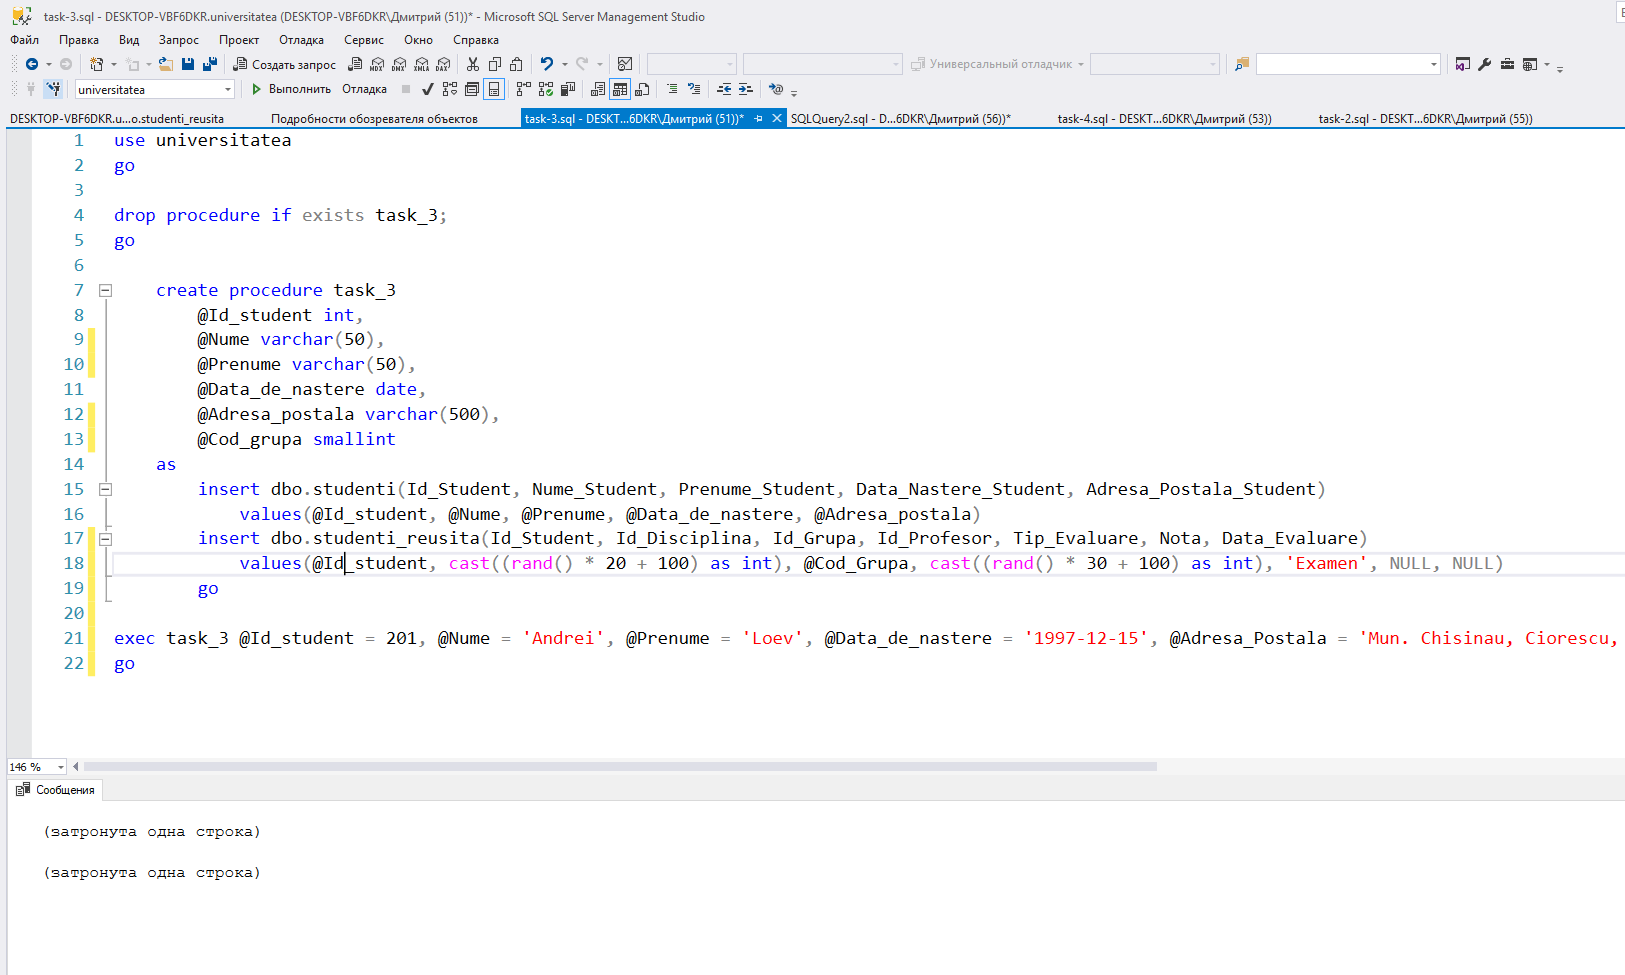 task-3.sql - DESKTOP-VBF6DKR.universitatea (DESKTOP-VBF6DKR\Дмитрий (51))* - Microsoft SQL Server Management Studio
Файл Правка Вид Запрос Проект Отладка Сервис Окно Справка
Создать запрос MDX DMX XMLA DAX Универсальный отладчик
universitatea Выполнить Отладка
DESKTOP-VBF6DKR.u...o.studenti_reusita Подробности обозревателя объектов task-3.sql - DESKT...6DKR\Дмитрий (51))* SQLQuery2.sql - D...6DKR\Дмитрий (56))* task-4.sql - DESKT...6DKR\Дмитрий (53)) task-2.sql - DESKT...6DKR\Дмитрий (55))
1 use universitatea
2 go
3
4 drop procedure if exists task_3;
5 go
6
7 create procedure task_3
8 @Id_student int,
9 @Nume varchar(50),
10 @Prenume varchar(50),
11 @Data_de_nastere date,
12 @Adresa_postala varchar(500),
13 @Cod_grupa smallint
14 as
15 insert dbo.studenti(Id_Student, Nume_Student, Prenume_Student, Data_Nastere_Student, Adresa_Postala_Student)
16 values(@Id_student, @Nume, @Prenume, @Data_de_nastere, @Adresa_postala)
17 insert dbo.studenti_reusita(Id_Student, Id_Disciplina, Id_Grupa, Id_Profesor, Tip_Evaluare, Nota, Data_Evaluare)
18 values(@Id_student, cast((rand() * 20 + 100) as int), @Cod_Grupa, cast((rand() * 30 + 100) as int), 'Examen', NULL, NULL)
19 go
20
21 exec task_3 @Id_student = 201, @Nume = 'Andrei', @Prenume = 'Loev', @Data_de_nastere = '1997-12-15', @Adresa_Postala = 'Mun. Chisinau, Ciorescu,
22 go
146 %
Сообщения
(затронута одна строка)
(затронута одна строка)